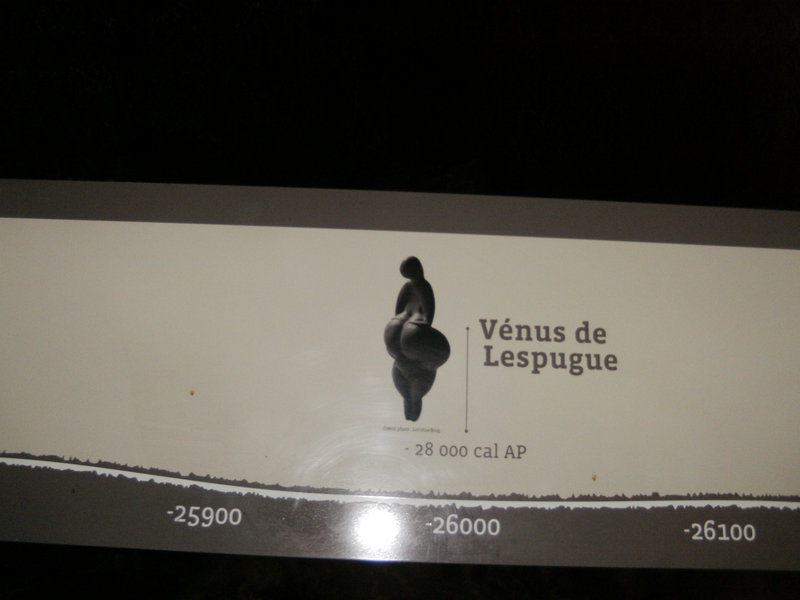 Vénus de
Lespugue
- 28 000 cal AP
-25900
-26000
-26100